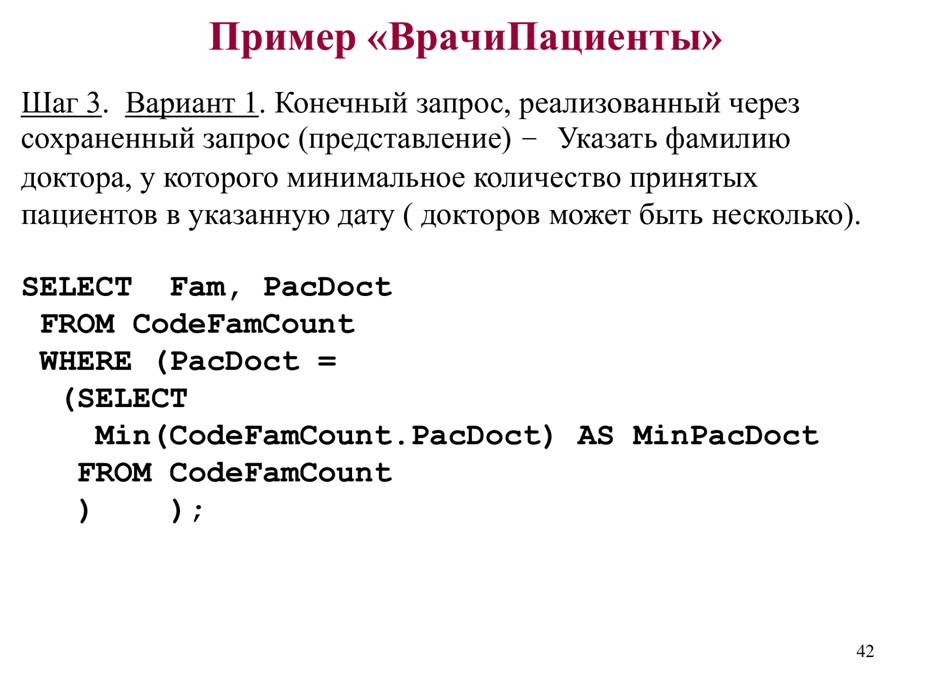 Пример «ВрачиПациенты»
Шаг 3. Вариант 1. Конечный запрос, реализованный через
сохраненный запрос (представление) − Указать фамилию
доктора, у которого минимальное количество принятых
пациентов в указанную дату ( докторов может быть несколько).
SELECT Fam, PacDoct
FROM CodeFamCount
WHERE (PacDoct =
(SELECT
Min(CodeFamCount.PacDoct) AS MinPacDoct
FROM CodeFamCount
) );
42